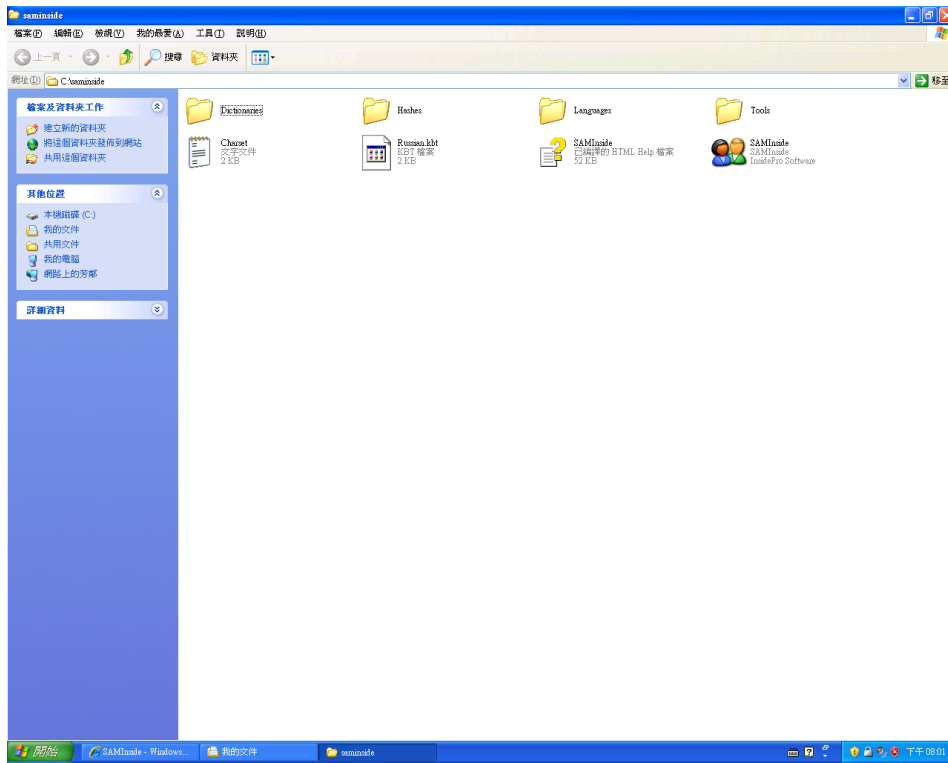 saminside
檔案(F) 編輯(E) 檢視(V) 我的最愛(A) 工具(T) 說明(H)
上一頁 搜尋 資料夾
網址(D) C:\saminside 移至
檔案及資料夾工作
建立新的資料夾
將這個資料夾發佈到網站
共用這個資料夾
其他位置
本機磁碟 (C:)
我的文件
共用文件
我的電腦
網路上的芳鄰
詳細資料
Dictionaries
Hashes
Languages
Tools
Charset
文字文件
2 KB
Russian.kbt
KBT 檔案
2 KB
SAMInside
已編譯的 HTML Help 檔案
52 KB
SAMInside
SAMInside
InsidePro Software
開始 SAMInside - Windows... 我的文件 saminside 下午 08:01